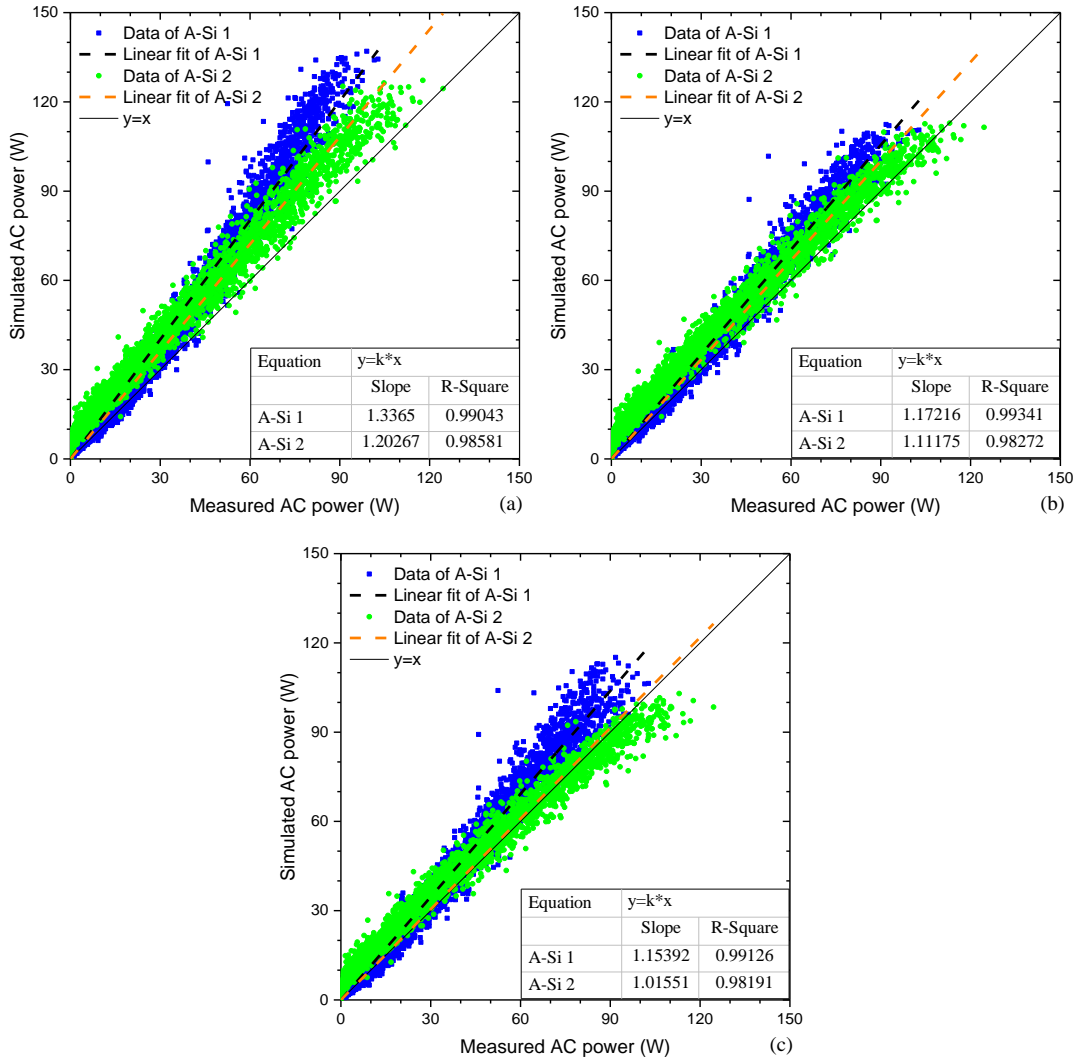 150
120
90
60
30
0
Simulated AC power (W)
Data of A-Si 1
Linear fit of A-Si 1
Data of A-Si 2
Linear fit of A-Si 2
y=x
Equation y=k*x
Slope R-Square
A-Si 1 1.3365 0.99043
A-Si 2 1.20267 0.98581
0 30 60 90 120 150
Measured AC power (W) (a)
150
120
90
60
30
0
Simulated AC power (W)
Data of A-Si 1
Linear fit of A-Si 1
Data of A-Si 2
Linear fit of A-Si 2
y=x
Equation y=k*x
Slope R-Square
A-Si 1 1.17216 0.99341
A-Si 2 1.11175 0.98272
0 30 60 90 120 150
Measured AC power (W) (b)
150
120
90
60
30
0
Simulated AC power (W)
Data of A-Si 1
Linear fit of A-Si 1
Data of A-Si 2
Linear fit of A-Si 2
y=x
Equation y=k*x
Slope R-Square
A-Si 1 1.15392 0.99126
A-Si 2 1.01551 0.98191
0 30 60 90 120 150
Measured AC power (W) (c)